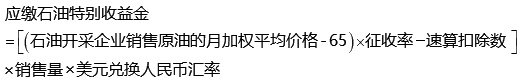 应缴石油特别收益金
=[(石油开采企业销售原油的月加权平均价格-65)×征收率-速算扣除数]
×销售量×美元兑换人民币汇率